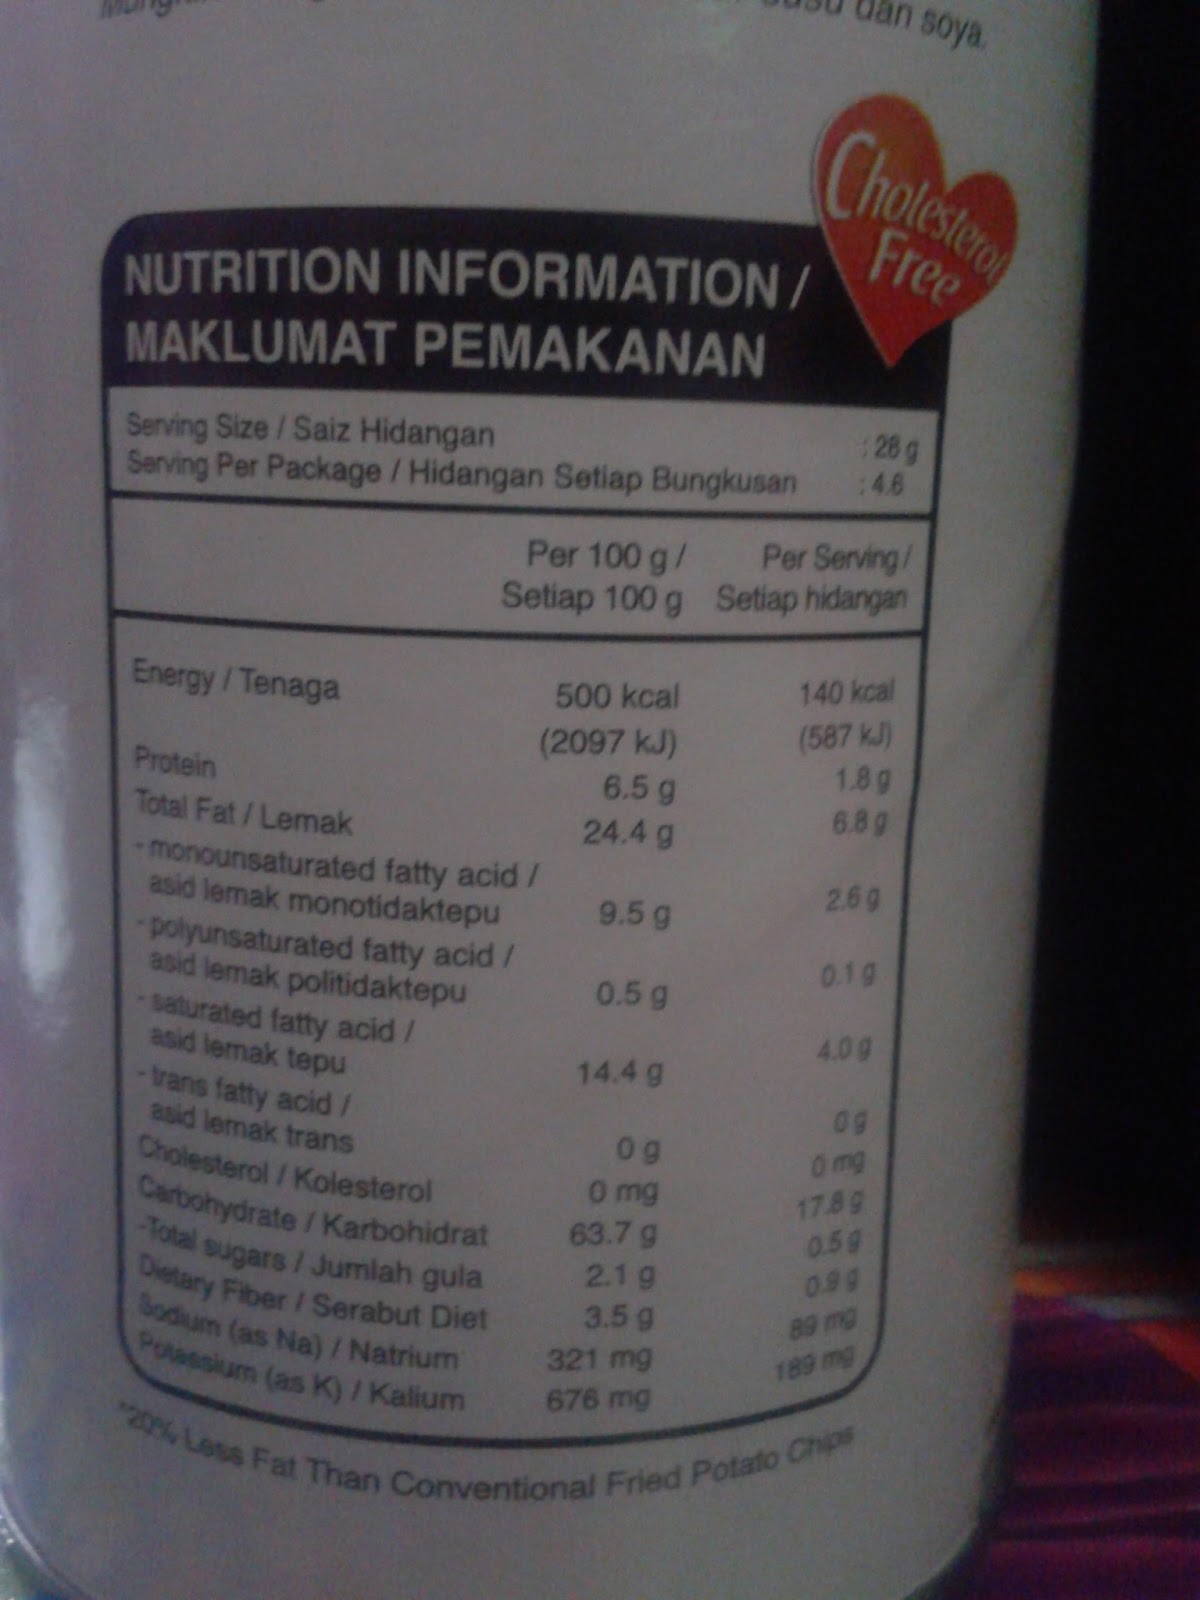 dan soya.
Cholesterol
Free
NUTRITION INFORMATION /
MAKLUMAT PEMAKANAN
Serving Size / Saiz Hidangan : 28 g
Serving Per Package / Hidangan Setiap Bungkusan : 4.6
Per 100 g / Per Serving /
Setiap 100 g Setiap hidangan
Energy / Tenaga 500 kcal 140 kcal
(2097 kJ) (587 kJ)
Protein 6.5 g 1.8 g
Total Fat / Lemak 24.4 g 6.8 g
- monounsaturated fatty acid /
asid lemak monotidaktepu 9.5 g 2.6 g
- polyunsaturated fatty acid /
asid lemak politidaktepu 0.5 g 0.1 g
- saturated fatty acid /
asid lemak tepu 14.4 g 4.0 g
- trans fatty acid /
asid lemak trans 0 g 0 g
Cholesterol / Kolesterol 0 mg 0 mg
Carbohydrate / Karbohidrat 63.7 g 17.8 g
-Total sugars / Jumlah gula 2.1 g 0.5 g
Dietary Fiber / Serabut Diet 3.5 g 0.9 g
Sodium (as Na) / Natrium 321 mg 89 mg
Potassium (as K) / Kalium 676 mg 189 mg
*20% Less Fat Than Conventional Fried Potato Chips